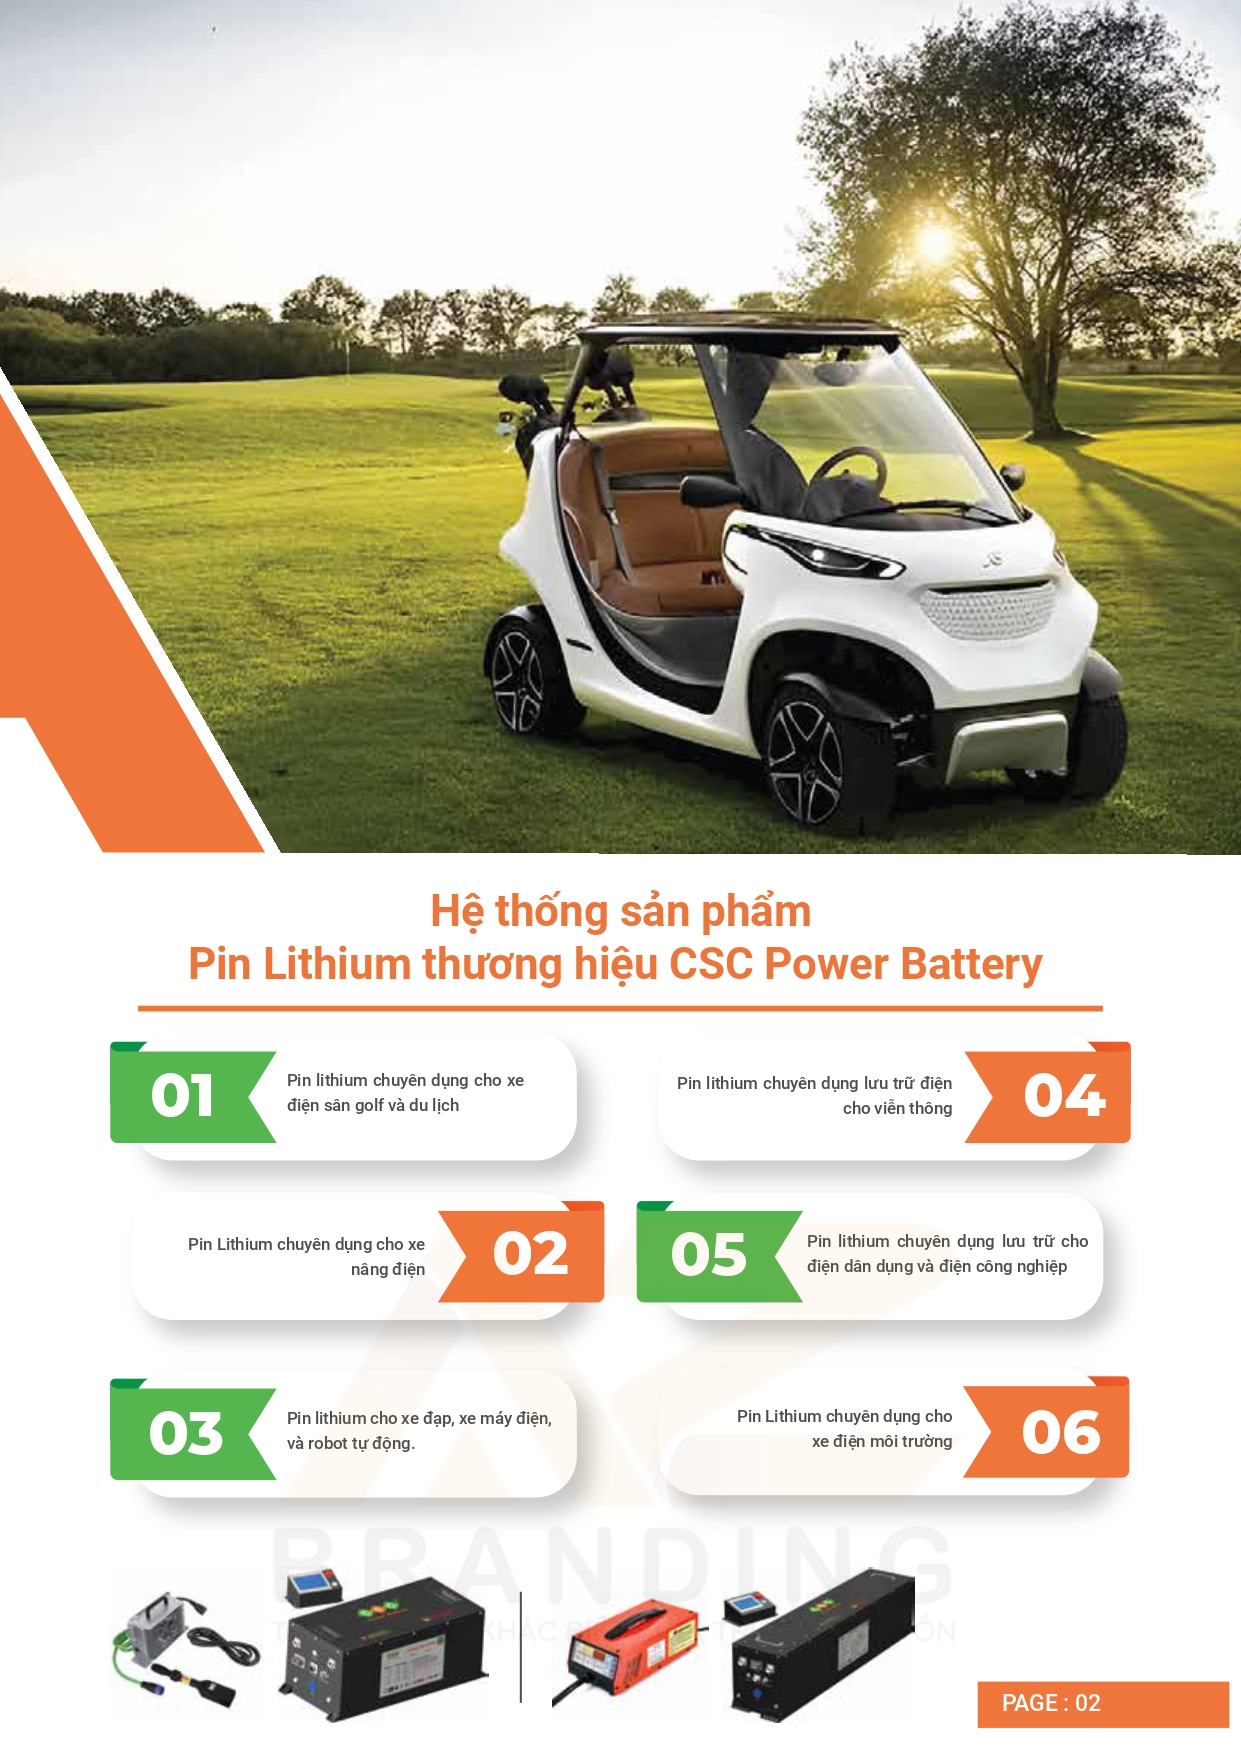 Hệ thống sản phẩm
Pin Lithium thương hiệu CSC Power Battery
01
Pin lithium chuyên dụng cho xe
điện sân golf và du lịch
02
Pin Lithium chuyên dụng cho xe
nâng điện
03
Pin lithium cho xe đạp, xe máy điện,
và robot tự động.
04
Pin lithium chuyên dụng lưu trữ điện
cho viễn thông
05
Pin lithium chuyên dụng lưu trữ cho
điện dân dụng và điện công nghiệp
06
Pin Lithium chuyên dụng cho
xe điện môi trường
BRANDING
KHÁC
PAGE : 02